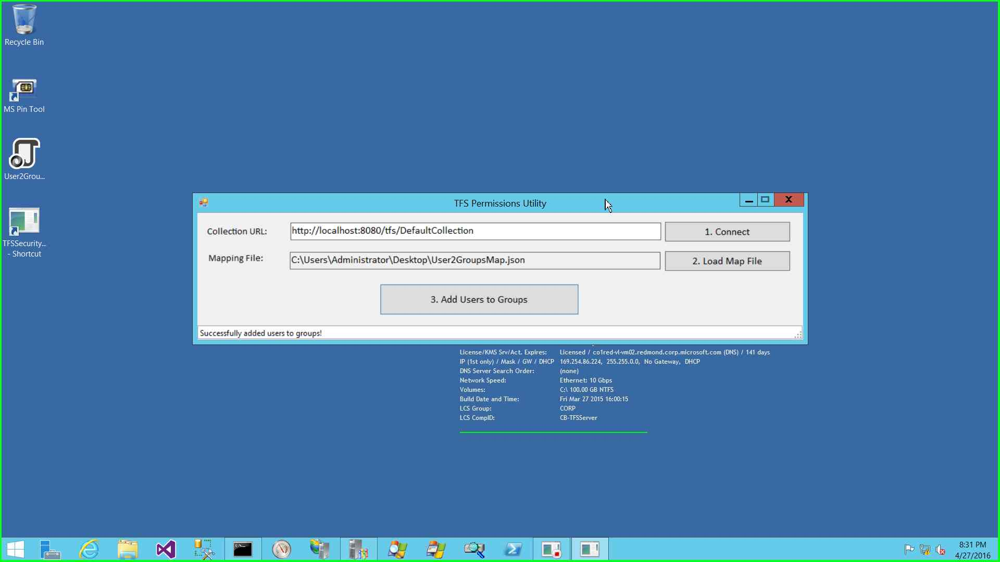 Recycle Bin
MS Pin Tool
User2Grou...
TFSSecurity...
- Shortcut
TFS Permissions Utility
X
Collection URL:
http://localhost:8080/tfs/DefaultCollection
1. Connect
Mapping File:
C:\Users\Administrator\Desktop\User2GroupsMap.json
2. Load Map File
3. Add Users to Groups
Successfully added users to groups!
License/KMS Srv/Act. Expires: Licensed / co1red-vl-vm02.redmond.corp.microsoft.com (DNS) / 141 days
IP (1st only) / Mask / GW / DHCP 169.254.86.224, 255.255.0.0, No Gateway, DHCP
DNS Server Search Order: (none)
Network Speed: Ethernet: 10 Gbps
Volumes: C:\ 100.00 GB NTFS
Build Date and Time: Fri Mar 27 2015 16:00:15
LCS Group: CORP
LCS CompID: CB-TFSServer
8:31 PM
4/27/2016